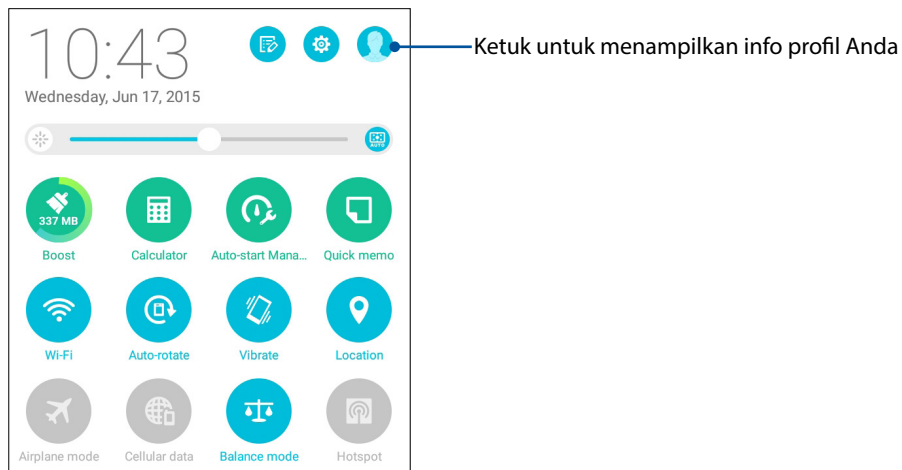 10:43
Ketuk untuk menampilkan info profil Anda
Wednesday, Jun 17, 2015
AUTO
337 MB
Boost
Calculator
Auto-start Mana...
Quick memo
Wi-Fi
Auto-rotate
Vibrate
Location
Airplane mode
Cellular data
Balance mode
Hotspot